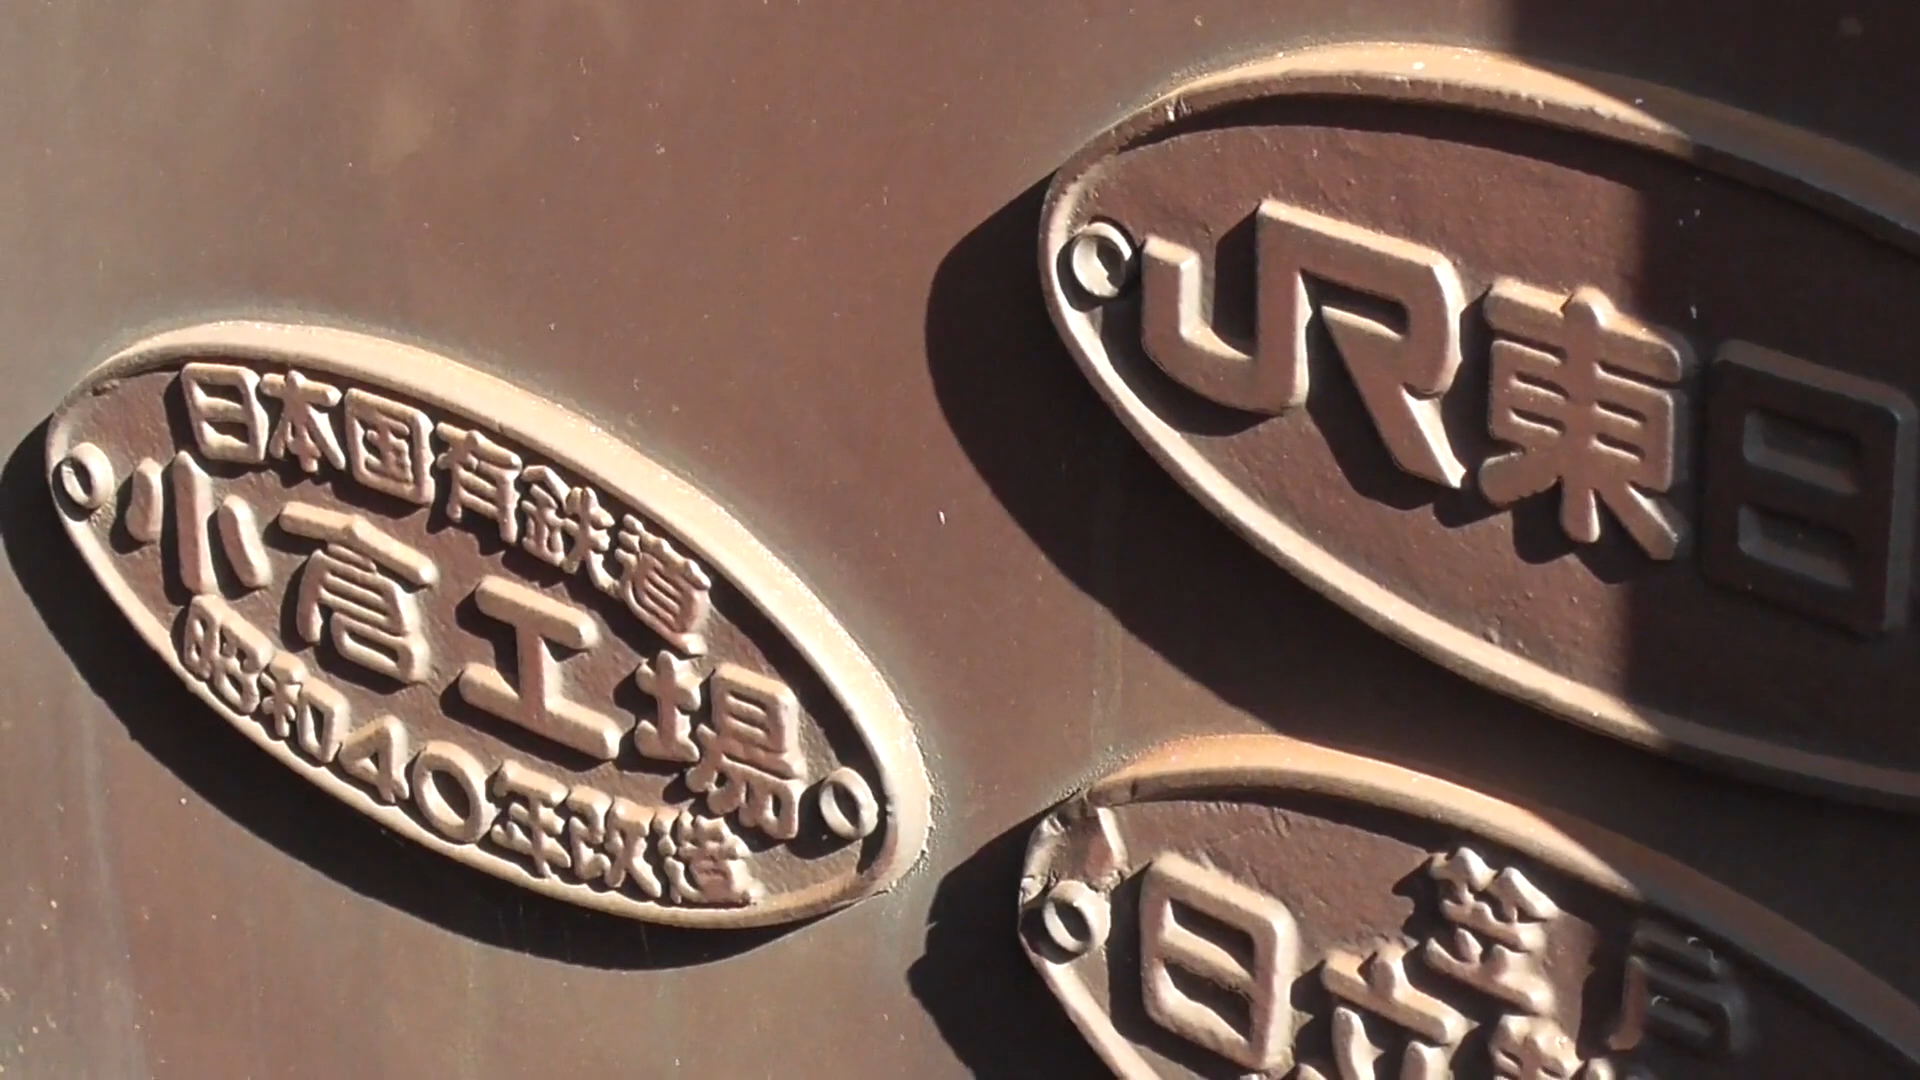 日本国有鉄道
小倉工場
昭和40年改造
JR東日
笠戸
日立